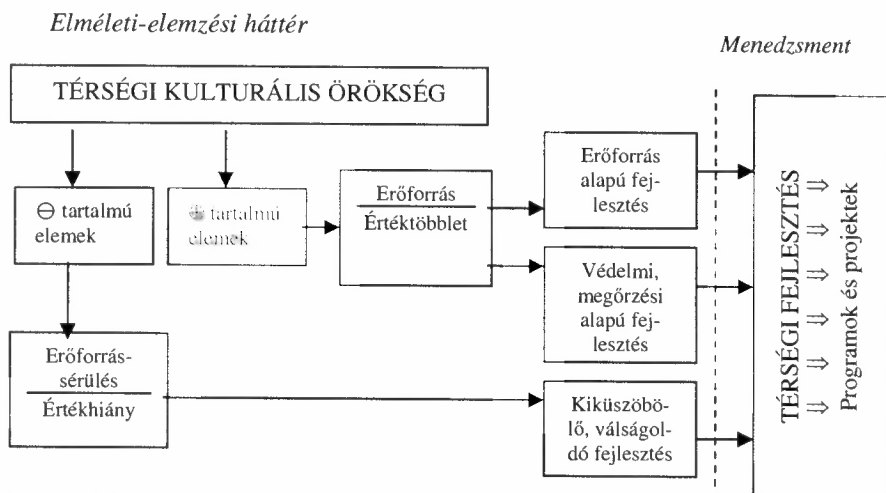 Elméleti-elemzési háttér
Menedzsment
TÉRSÉGI KULTURÁLIS ÖRÖKSÉG
⊖ tartalmú
elemek
⊕ tartalmú
elemek
Erőforrás
Értéktöbblet
Erőforrás
alapú fej-
lesztés
Védelmi,
megőrzési
alapú fej-
lesztés
Erőforrás-
sérülés
Értékhiány
Kiküszöbö-
lő, válságol-
dó fejlesztés
TÉRSÉGI FEJLESZTÉS
⇒ ⇒ ⇒ ⇒ ⇒ ⇒
Programok és projektek